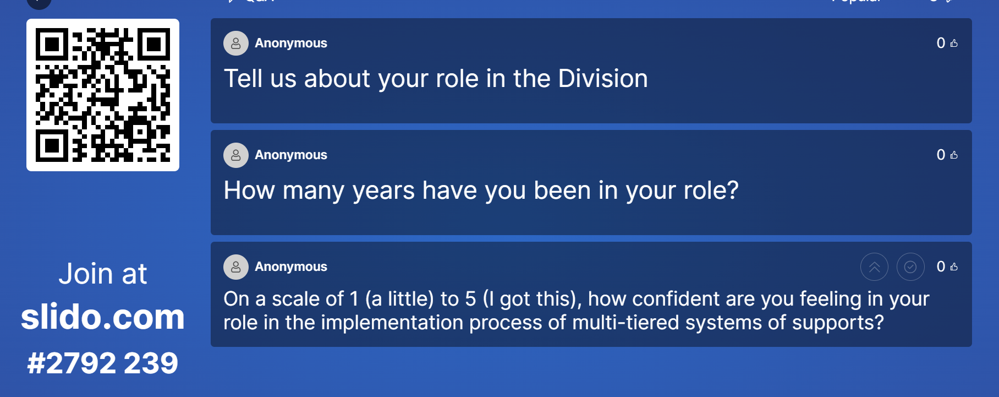 Anonymous
0
Tell us about your role in the Division
Anonymous
0
How many years have you been in your role?
Anonymous
0
On a scale of 1 (a little) to 5 (I got this), how confident are you feeling in your
role in the implementation process of multi-tiered systems of supports?
Join at
slido.com
#2792 239